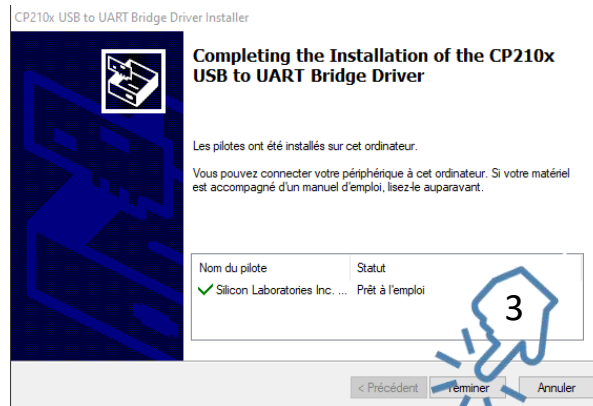 CP210x USB to UART Bridge Driver Installer
Completing the Installation of the CP210x
USB to UART Bridge Driver
Les pilotes ont été installés sur cet ordinateur.
Vous pouvez connecter votre périphérique à cet ordinateur. Si votre matériel
est accompagné d'un manuel d'emploi, lisez-le auparavant.
Nom du pilote Statut
Silicon Laboratories Inc. ... Prêt à l'emploi
3
< Précédent Terminer Annuler